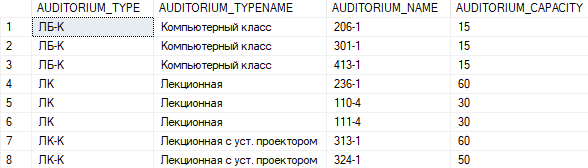 AUDITORIUM_TYPE AUDITORIUM_TYPENAME AUDITORIUM_NAME AUDITORIUM_CAPACITY
1 ЛБ-К Компьютерный класс 206-1 15
2 ЛБ-К Компьютерный класс 301-1 15
3 ЛБ-К Компьютерный класс 413-1 15
4 ЛК Лекционная 236-1 60
5 ЛК Лекционная 110-4 30
6 ЛК Лекционная 111-4 30
7 ЛК-К Лекционная с уст. проектором 313-1 60
8 ЛК-К Лекционная с уст. проектором 324-1 50